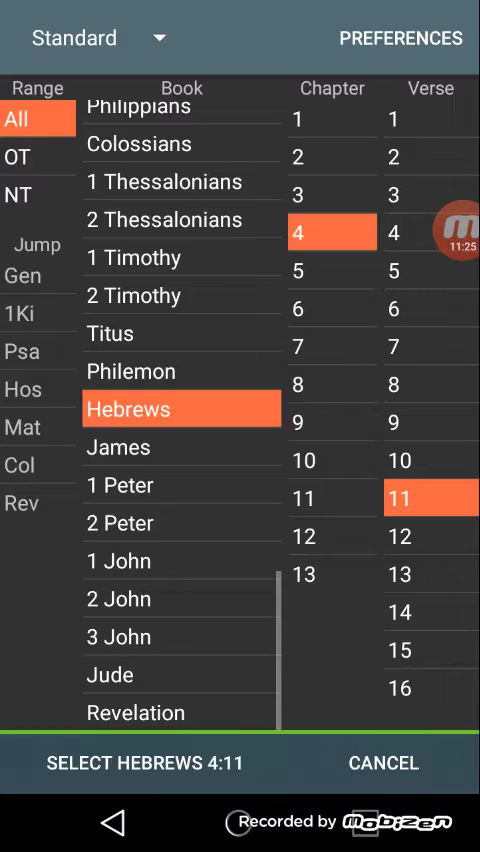 Standard
PREFERENCES
Range
Book
Chapter
Verse
All
OT
NT
Jump
Gen
1Ki
Psa
Hos
Mat
Col
Rev
Philippians
Colossians
1 Thessalonians
2 Thessalonians
1 Timothy
2 Timothy
Titus
Philemon
Hebrews
James
1 Peter
2 Peter
1 John
2 John
3 John
Jude
Revelation
1
2
3
4
5
6
7
8
9
10
11
12
13
1
2
3
4
5
6
7
8
9
10
11
12
13
14
15
16
m
11:25
SELECT HEBREWS 4:11
CANCEL
Recorded by mobizen